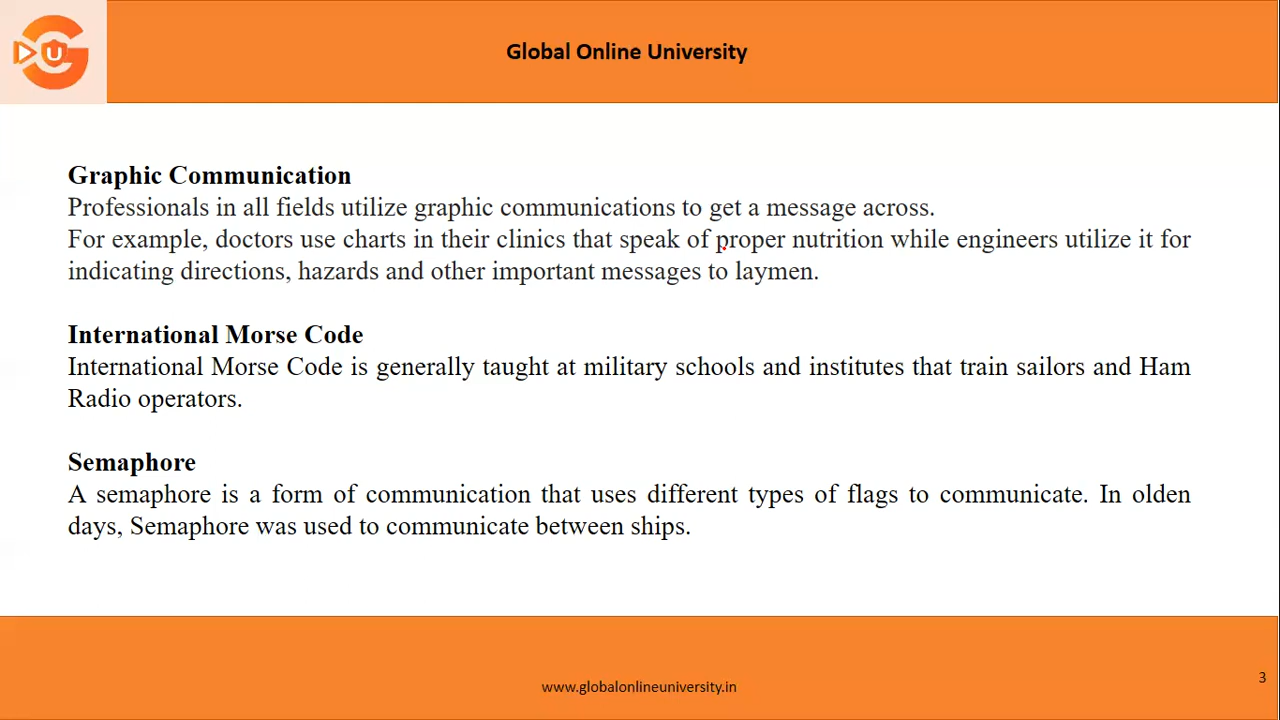 U
Global Online University
Graphic Communication
Professionals in all fields utilize graphic communications to get a message across.
For example, doctors use charts in their clinics that speak of proper nutrition while engineers utilize it for
indicating directions, hazards and other important messages to laymen.
International Morse Code
International Morse Code is generally taught at military schools and institutes that train sailors and Ham
Radio operators.
Semaphore
A semaphore is a form of communication that uses different types of flags to communicate. In olden
days, Semaphore was used to communicate between ships.
www.globalonlineuniversity.in
3